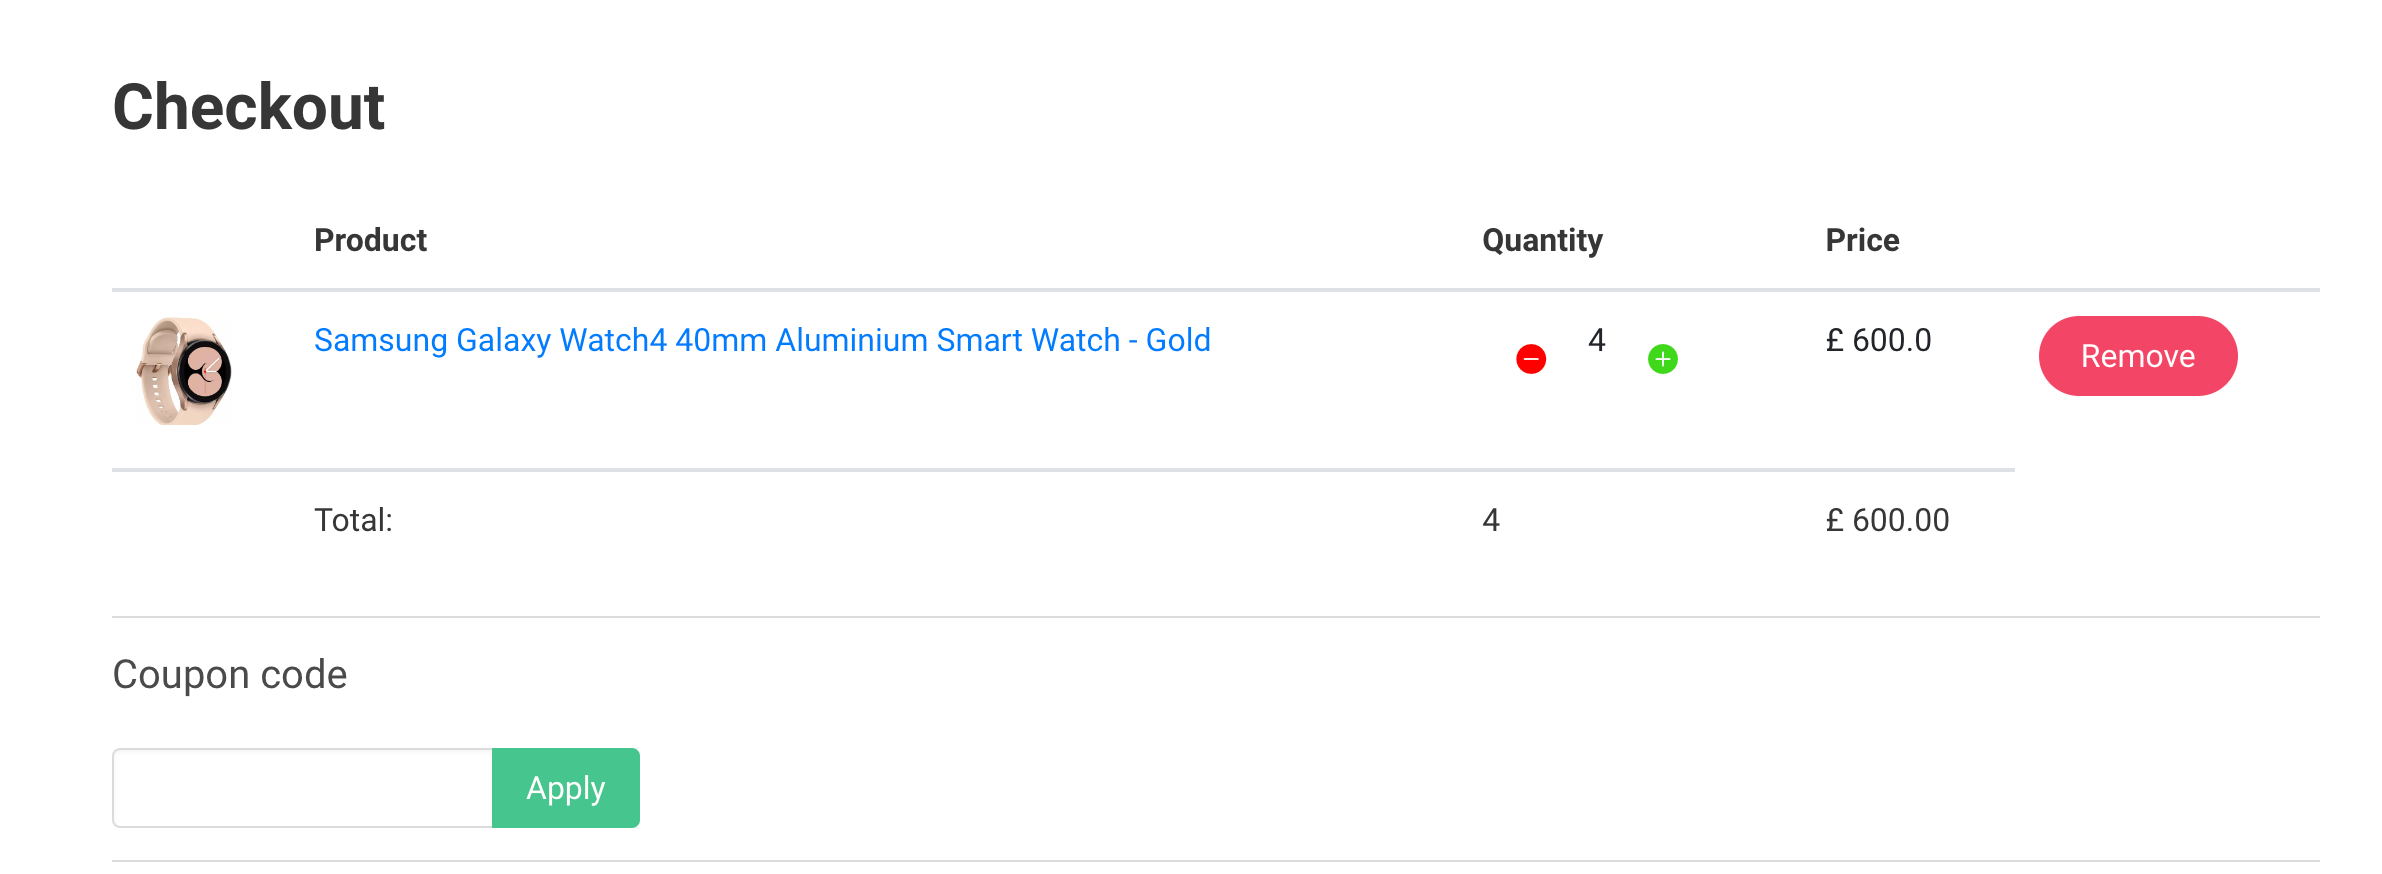 Checkout
Product Quantity Price
Samsung Galaxy Watch4 40mm Aluminium Smart Watch - Gold 4 £ 600.0 Remove
Total: 4 £ 600.00
Coupon code
Apply